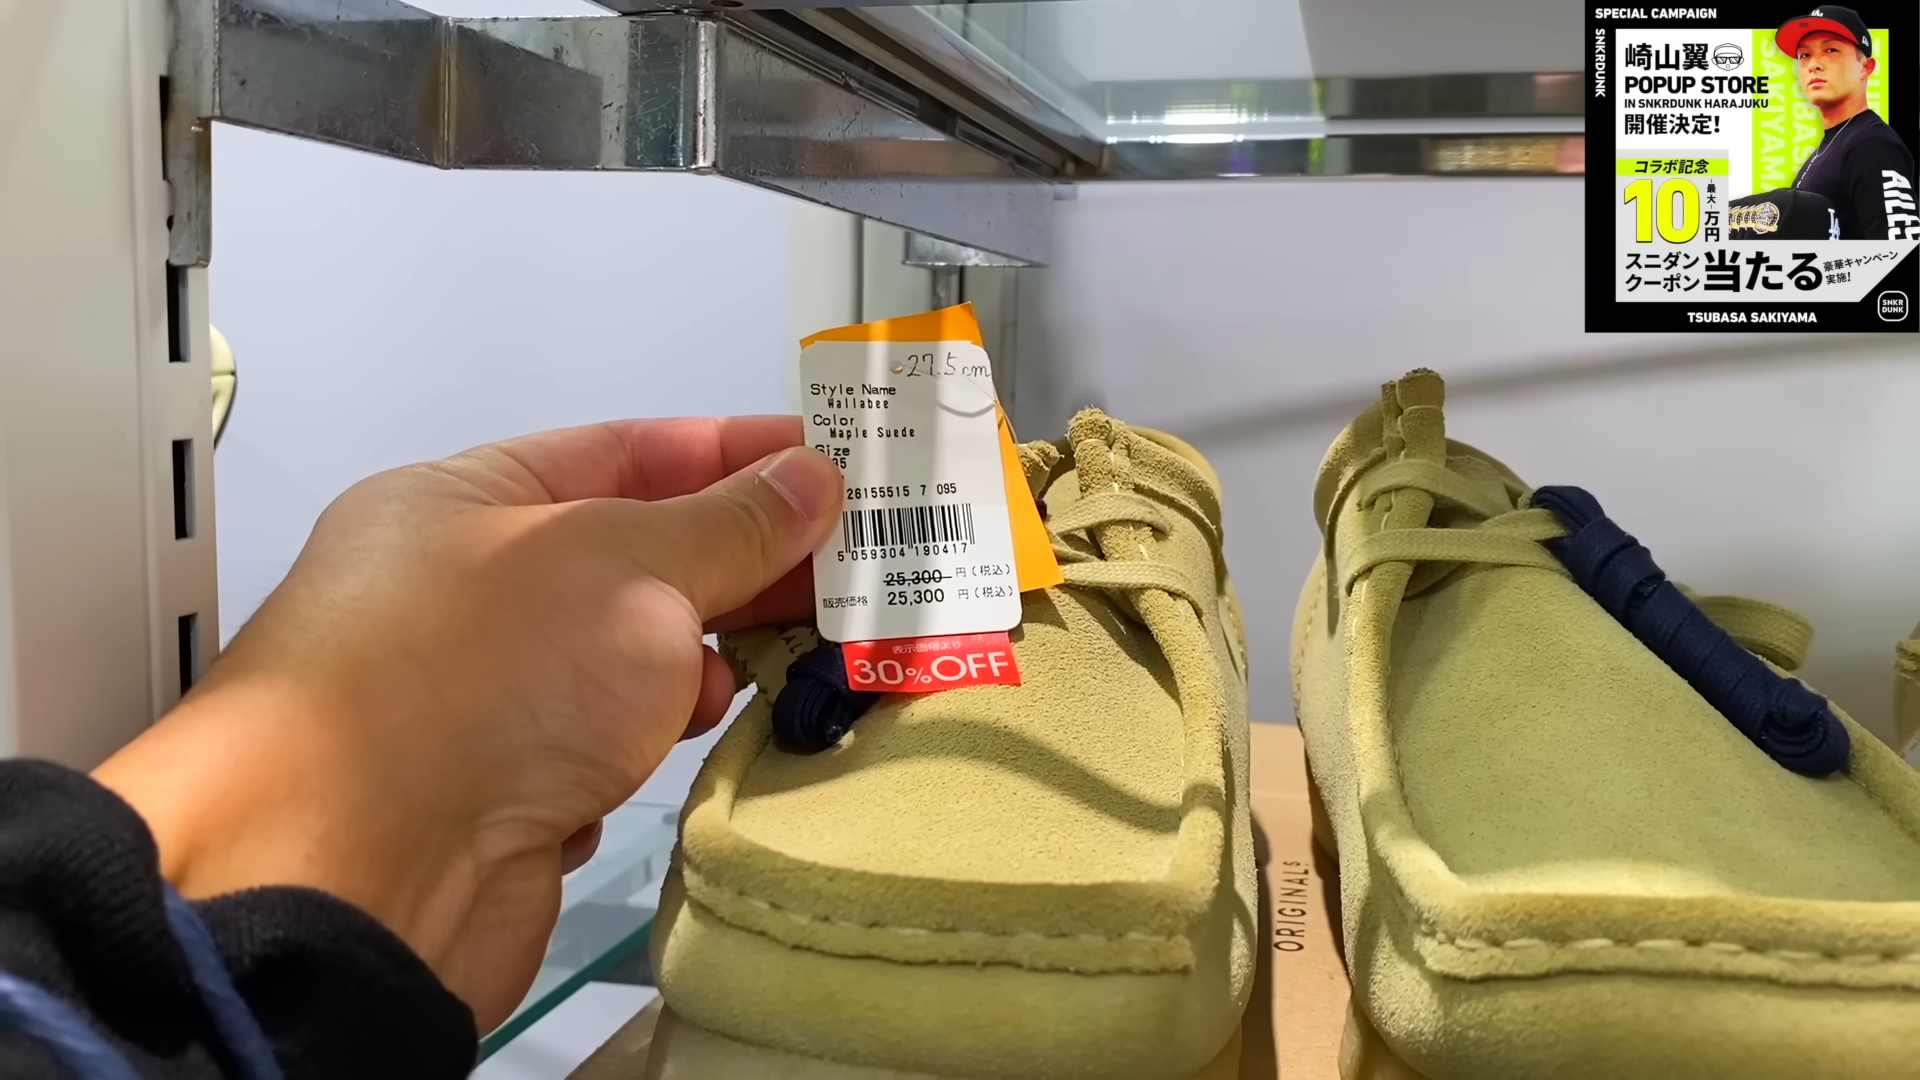 27.5cm
Style Name
Wallabee
Color
Maple Suede
Size
95
26155515 7 095
5 059304 190417
25,300 円(税込)
販売価格 25,300 円(税込)
表示価格より
30%OFF
ORIGINALS.
SPECIAL CAMPAIGN
SNKRDUNK
崎山翼
POPUP STORE
IN SNKRDUNK HARAJUKU
開催決定!
コラボ記念
最大
10万円
スニダン
クーポン
当たる
豪華キャンペーン
実施!
TSUBASA SAKIYAMA
SNKR
DUNK